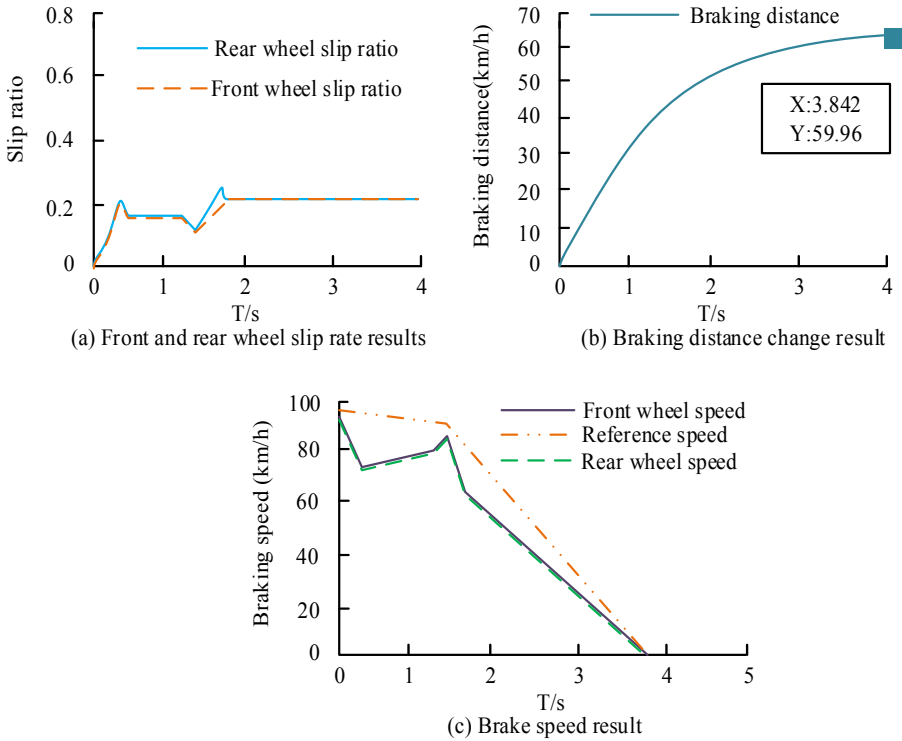 0.8
0.6
0.4
0.2
0
Slip ratio
Rear wheel slip ratio
Front wheel slip ratio
0 1 2 3 4
T/s
(a) Front and rear wheel slip rate results
70
60
50
40
30
20
10
0
Braking distance(km/h)
Braking distance
X:3.842
Y:59.96
0 1 2 3 4
T/s
(b) Braking distance change result
100
80
60
40
20
0
Braking speed (km/h)
Front wheel speed
Reference speed
Rear wheel speed
0 1 2 3 4 5
T/s
(c) Brake speed result